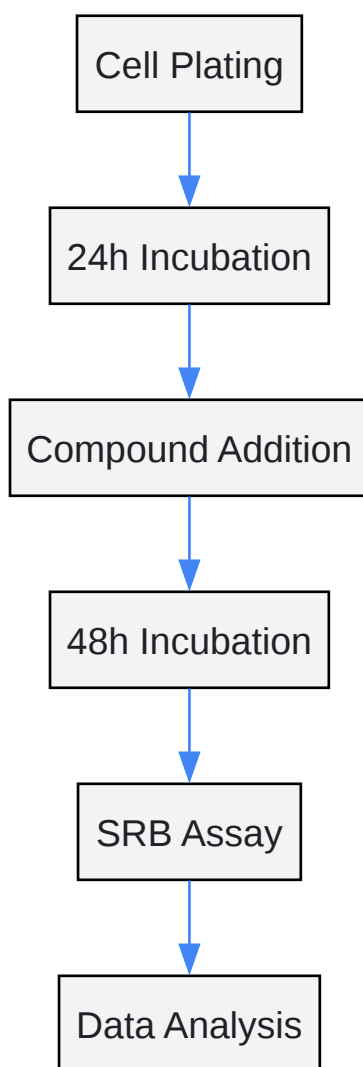 Cell Plating
24h Incubation
Compound Addition
48h Incubation
SRB Assay
Data Analysis